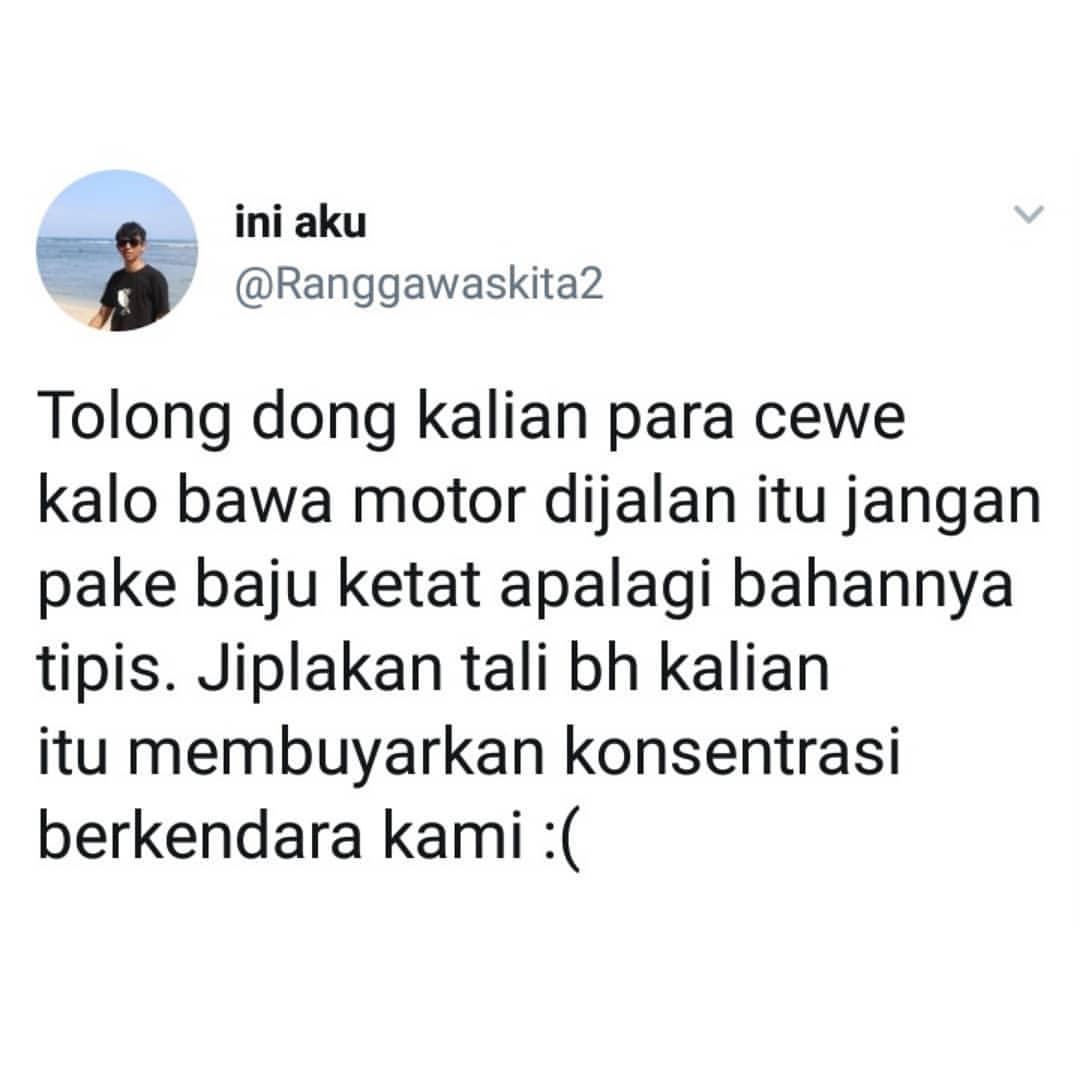 ini aku
@Ranggawaskita2
Tolong dong kalian para cewe
kalo bawa motor dijalan itu jangan
pake baju ketat apalagi bahannya
tipis. Jiplakan tali bh kalian
itu membuyarkan konsentrasi
berkendara kami :(